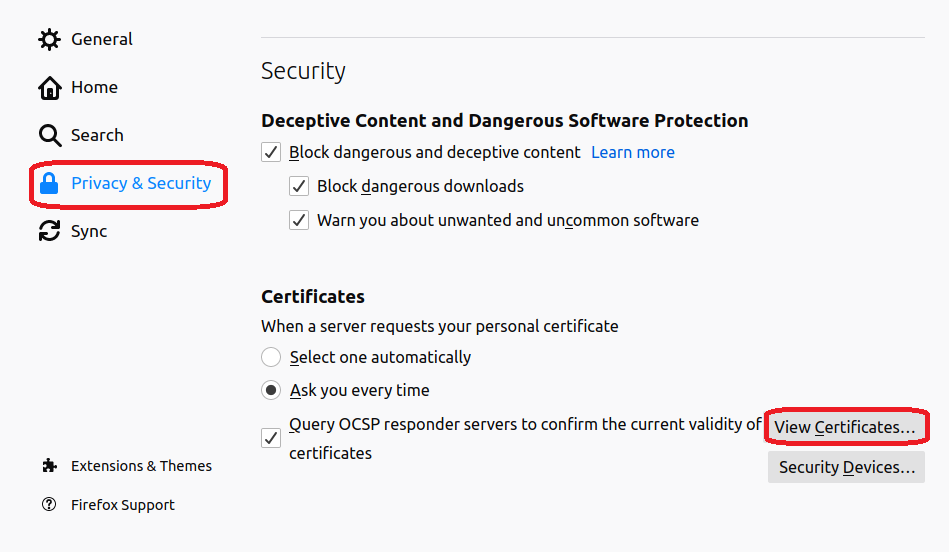 General
Home
Search
Privacy & Security
Sync
Extensions & Themes
Firefox Support
Security
Deceptive Content and Dangerous Software Protection
Block dangerous and deceptive content Learn more
Block dangerous downloads
Warn you about unwanted and uncommon software
Certificates
When a server requests your personal certificate
Select one automatically
Ask you every time
Query OCSP responder servers to confirm the current validity of
certificates
View Certificates...
Security Devices...